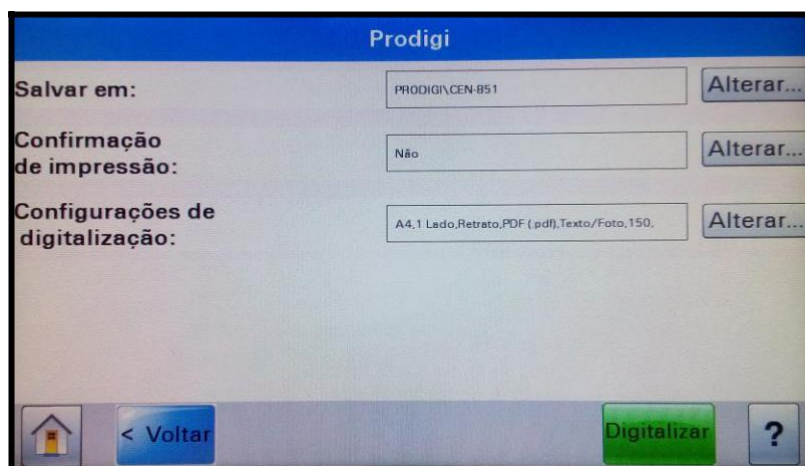 Prodigi
Salvar em:
PRODIGI\CEN-851
Alterar...
Confirmação
de impressão:
Não
Alterar...
Configurações de
digitalização:
A4,1 Lado,Retrato,PDF (.pdf),Texto/Foto,150,
Alterar...
< Voltar
Digitalizar
?